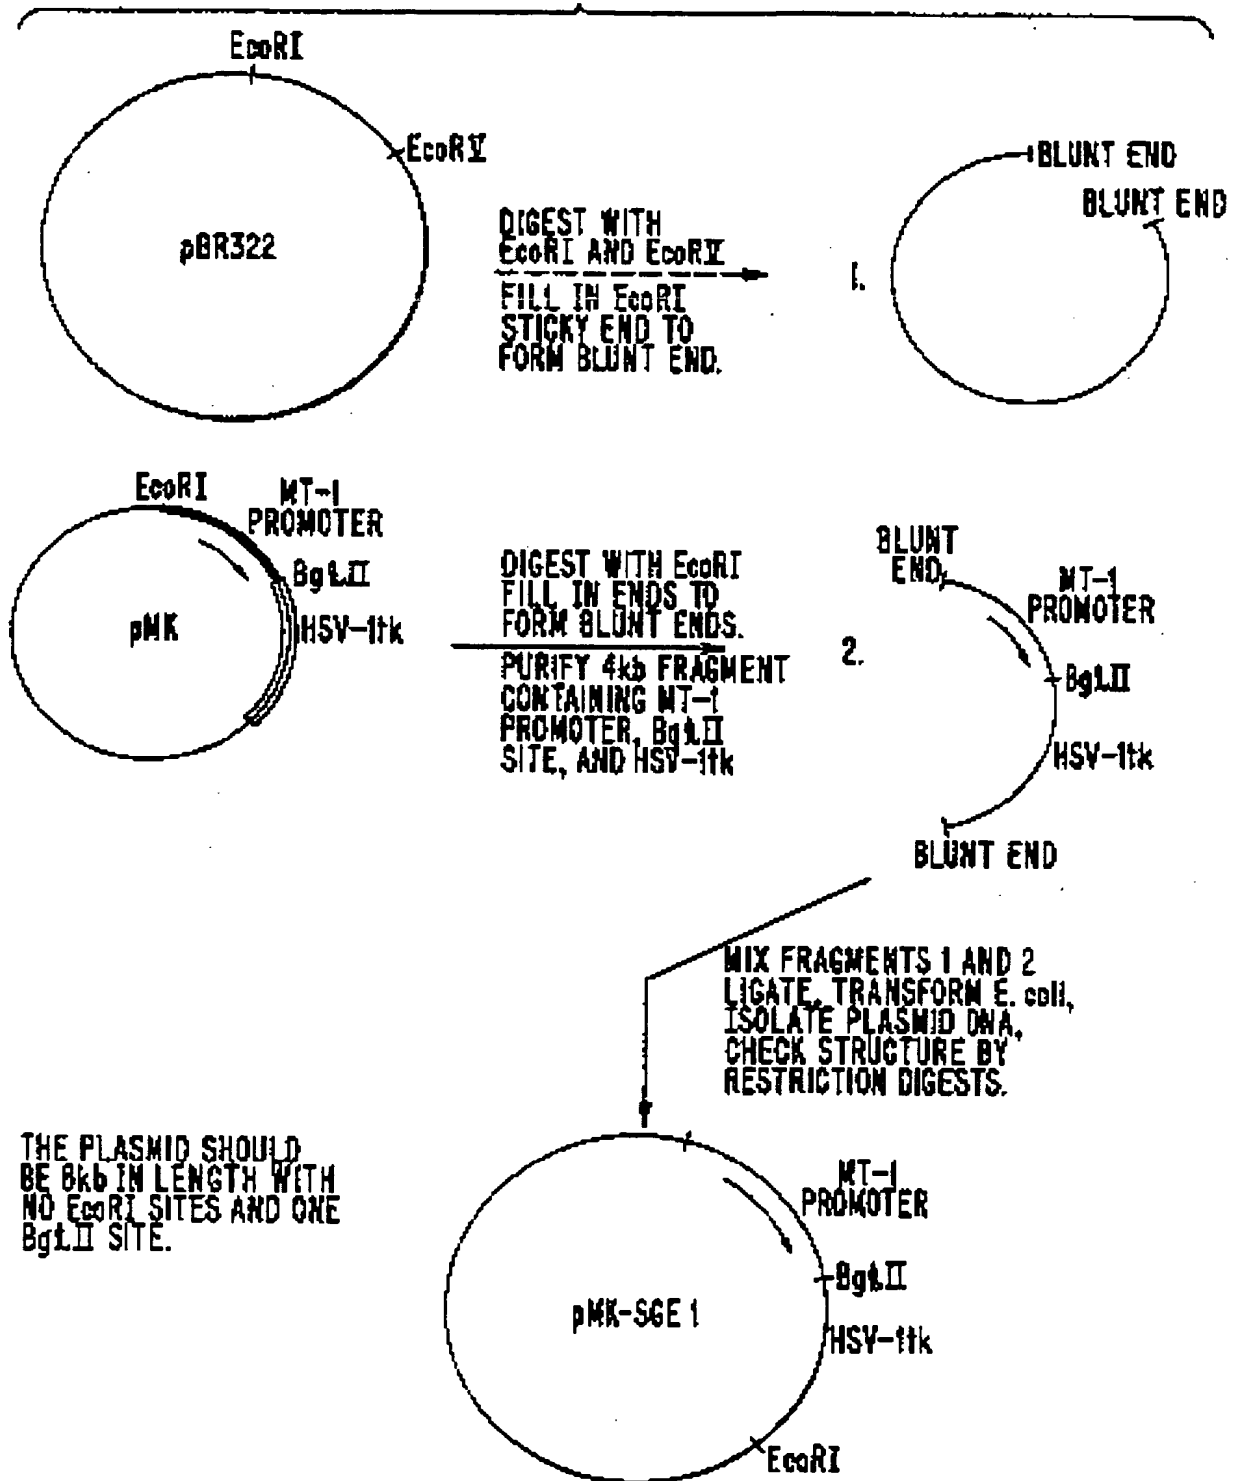 EcoRI
EcoRV
pBR322
DIGEST WITH
EcoRI AND EcoRV
FILL IN EcoRI
STICKY END TO
FORM BLUNT END.
1.
BLUNT END
BLUNT END
EcoRI
MT-1
PROMOTER
BglII
HSV-1tk
pMK
DIGEST WITH EcoRI
FILL IN ENDS TO
FORM BLUNT ENDS.
PURIFY 4kb FRAGMENT
CONTAINING MT-1
PROMOTER, BglII
SITE, AND HSV-1tk
2.
BLUNT
END
MT-1
PROMOTER
BglII
HSV-1tk
BLUNT END
MIX FRAGMENTS 1 AND 2
LIGATE, TRANSFORM E. coli,
ISOLATE PLASMID DNA,
CHECK STRUCTURE BY
RESTRICTION DIGESTS.
THE PLASMID SHOULD
BE 8kb IN LENGTH WITH
NO EcoRI SITES AND ONE
BglII SITE.
MT-1
PROMOTER
BglII
pMK-SGE 1
HSV-1tk
EcoRI